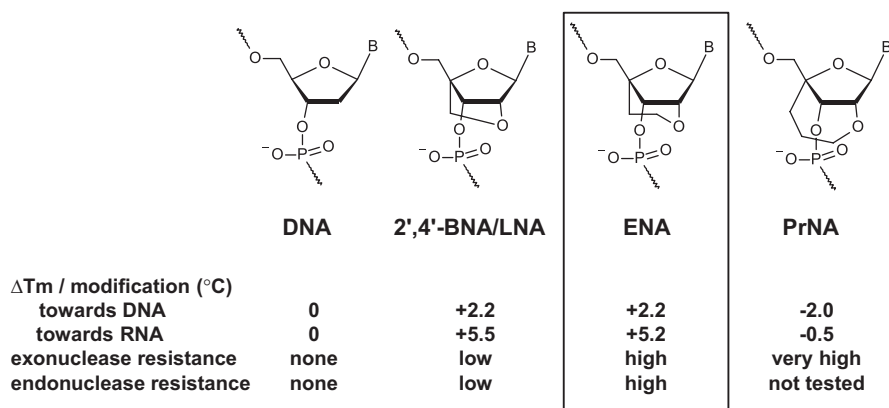 B B B B
O O O O
O O O O
O O O O
O O O
⁻O P O ⁻O P O ⁻O P O ⁻O P O
DNA 2',4'-BNA/LNA ENA PrNA
ΔTm / modification (°C)
towards DNA 0 +2.2 +2.2 -2.0
towards RNA 0 +5.5 +5.2 -0.5
exonuclease resistance none low high very high
endonuclease resistance none low high not tested